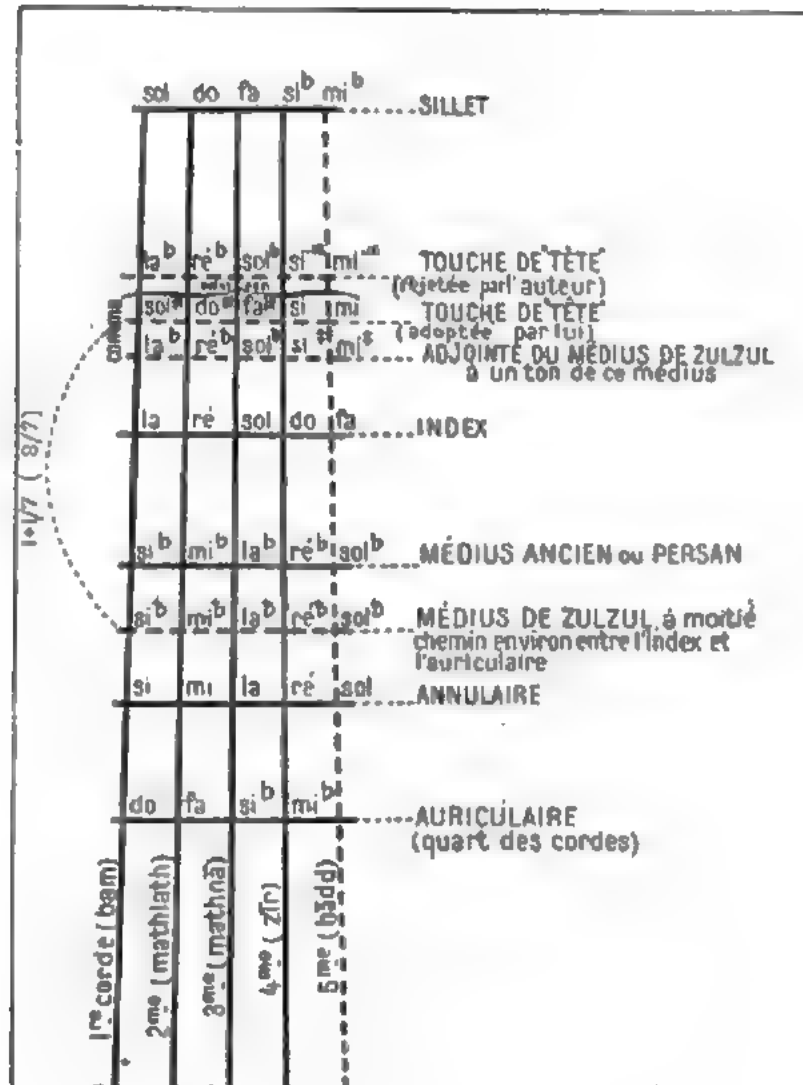 sol do fa si b mi b
SILLET
la b ré b sol b si mi
TOUCHE DE "TÊTE"
(rejetée par l'auteur)
sol do fa si mi
TOUCHE DE "TÊTE"
(adoptée par lui)
comma
la b ré b sol si mi
ADJOINTE DU MÉDIUS DE ZULZUL
à un ton de ce médius
la ré sol do fa
INDEX
1+1/7 ( 8/7)
si b mi b la b ré b sol b
MÉDIUS ANCIEN ou PERSAN
si b mi b la b ré b sol b
MÉDIUS DE ZULZUL, à moitié
chemin environ entre l'index et
l'auriculaire
si mi la ré sol
ANNULAIRE
do fa si b mi b
AURICULAIRE
(quart des cordes)
1re corde (bam)
2me (mathlath)
3me (mathnā)
4me (zīr)
5me (hādd)